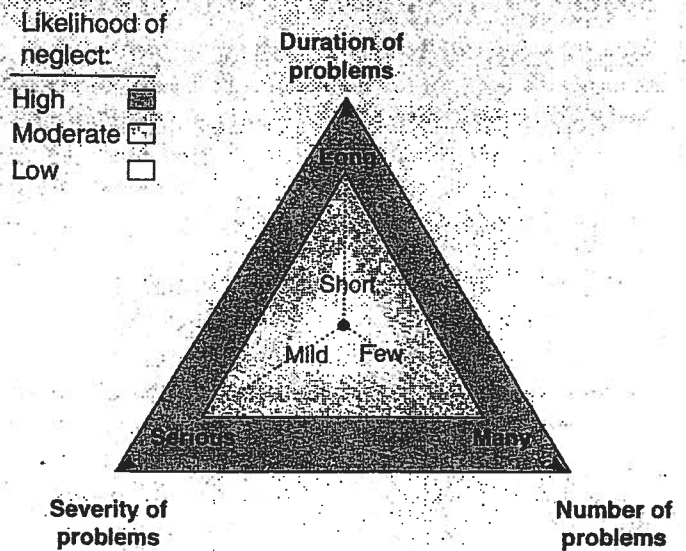 Likelihood of
neglect:
High
Moderate
Low
Duration of
problems
Long
Short
Mild Few
Serious Many
Severity of
problems
Number of
problems